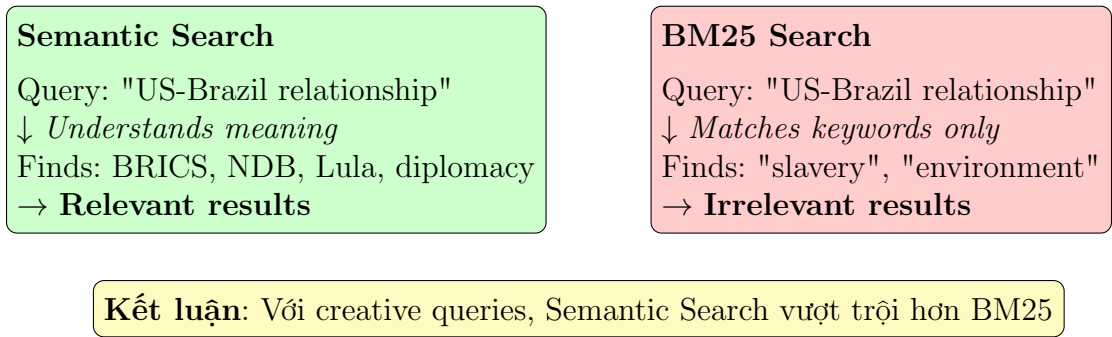 Semantic Search
Query: "US-Brazil relationship"
↓ Understands meaning
Finds: BRICS, NDB, Lula, diplomacy
→ Relevant results
BM25 Search
Query: "US-Brazil relationship"
↓ Matches keywords only
Finds: "slavery", "environment"
→ Irrelevant results
Kết luận: Với creative queries, Semantic Search vượt trội hơn BM25